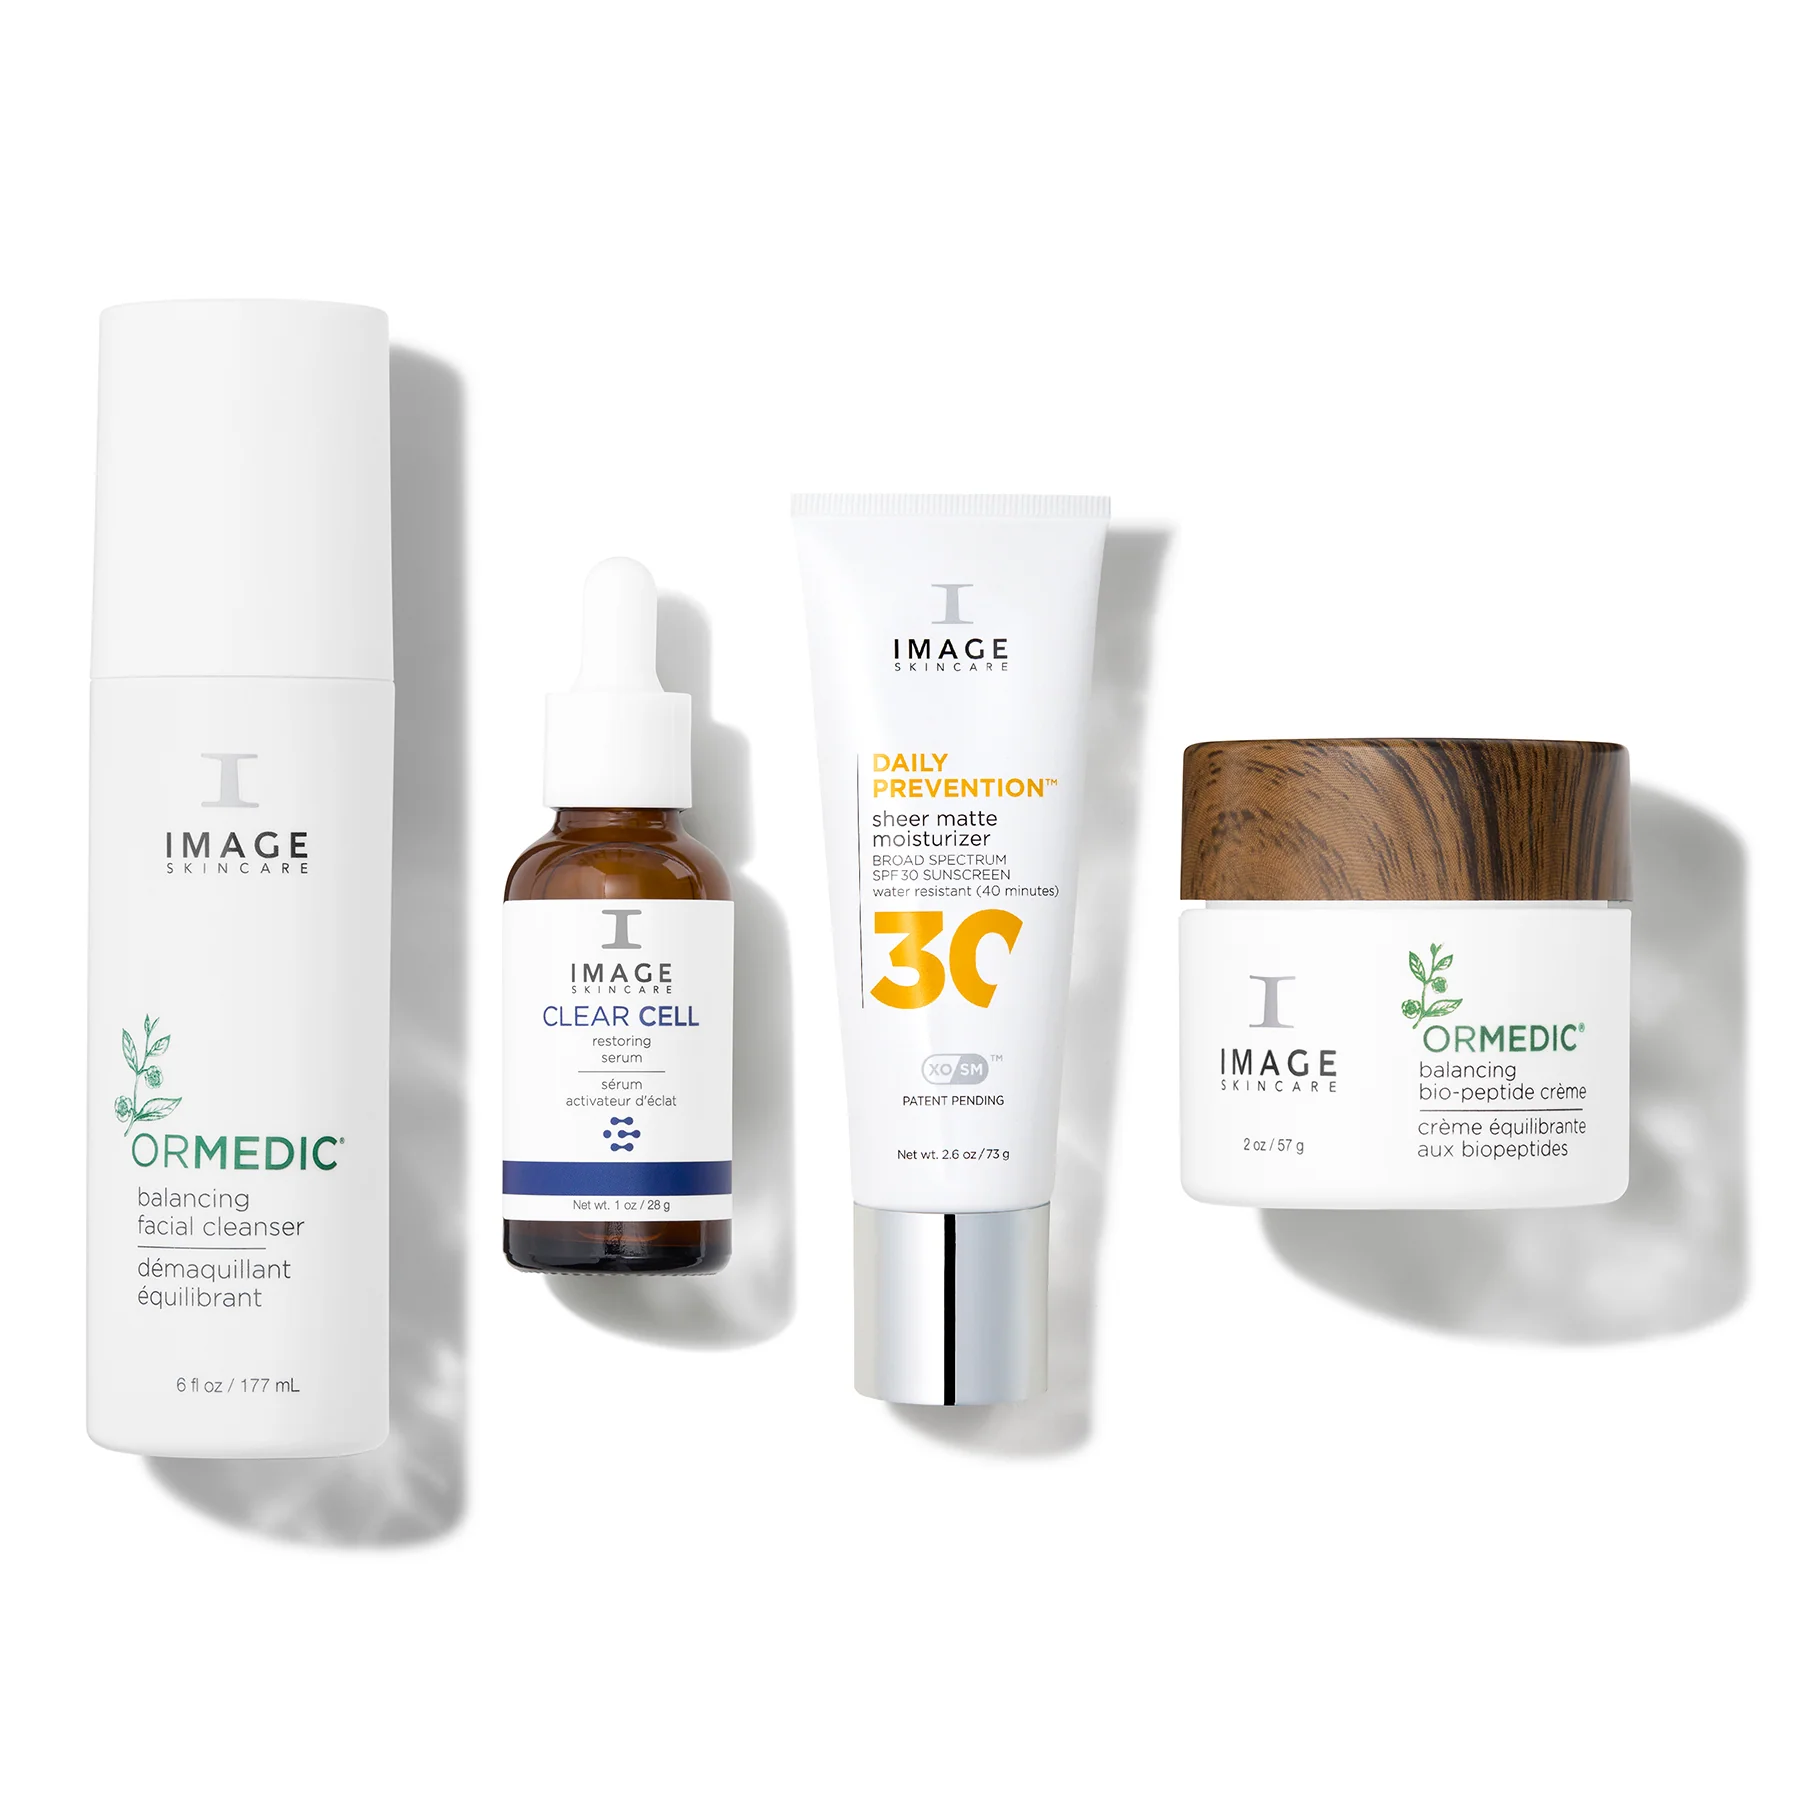 I
IMAGE
SKINCARE
ORMEDIC®
balancing
facial cleanser
démaquillant
équilibrant
6 fl oz / 177 mL
I
IMAGE
SKINCARE
CLEAR CELL
restoring
serum
sérum
activateur d'éclat
Net wt. 1 oz / 28 g
I
IMAGE
SKINCARE
DAILY
PREVENTION™
sheer matte
moisturizer
BROAD SPECTRUM
SPF 30 SUNSCREEN
water resistant (40 minutes)
30
XO SM™
PATENT PENDING
Net wt. 2.6 oz / 73 g
I
IMAGE
SKINCARE
2 oz / 57 g
ORMEDIC®
balancing
bio-peptide crème
crème équilibrante
aux biopeptides